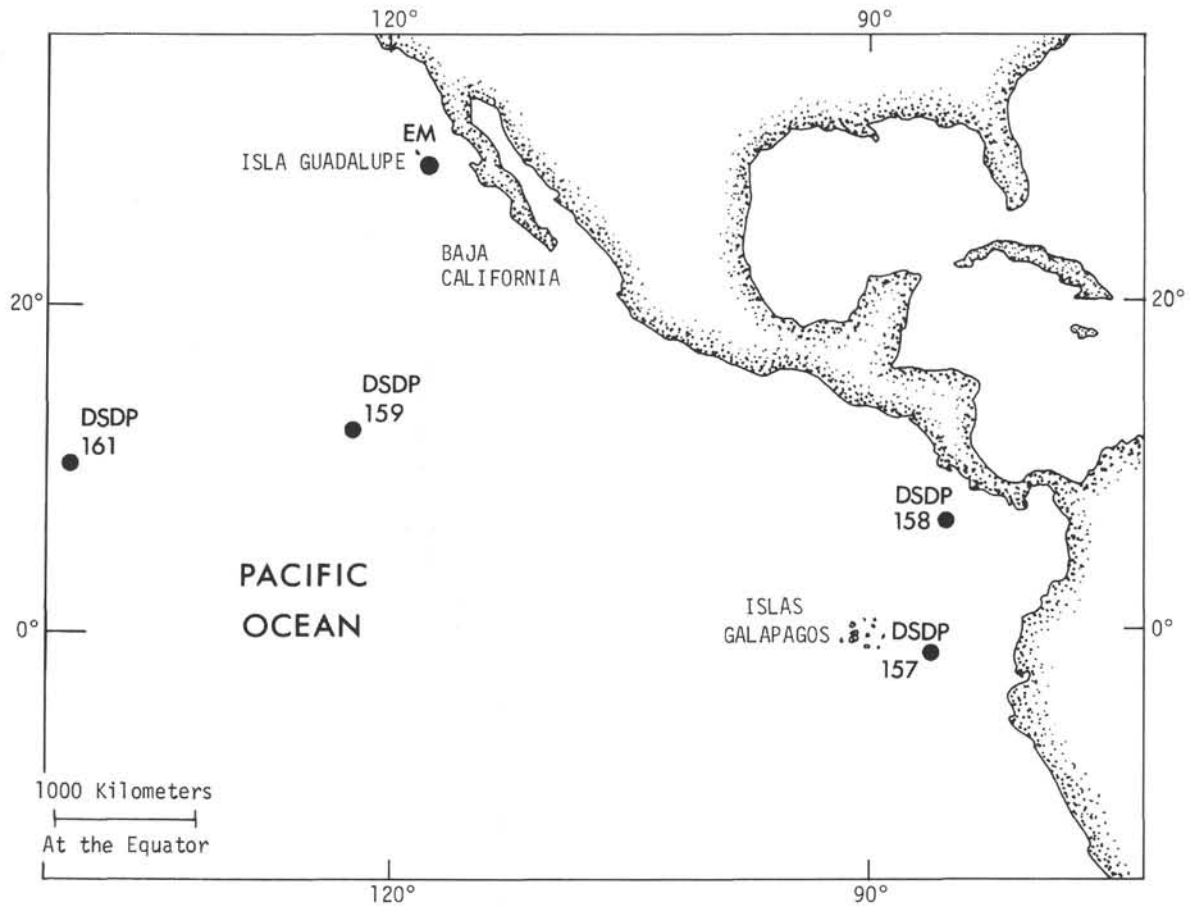 120°
90°
EM
ISLA GUADALUPE
BAJA
CALIFORNIA
20°
20°
DSDP
159
DSDP
161
DSDP
158
PACIFIC
OCEAN
ISLAS
GALAPAGOS
DSDP
157
0°
0°
1000 Kilometers
At the Equator
120°
90°